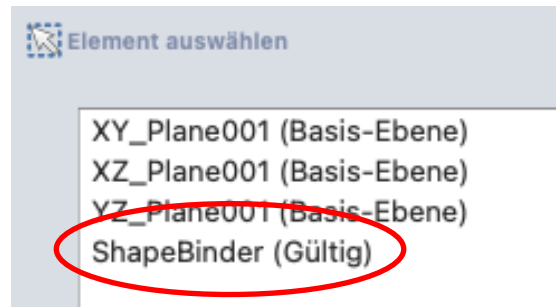 Element auswählen
XY_Plane001 (Basis-Ebene)
XZ_Plane001 (Basis-Ebene)
YZ_Plane001 (Basis-Ebene)
ShapeBinder (Gültig)